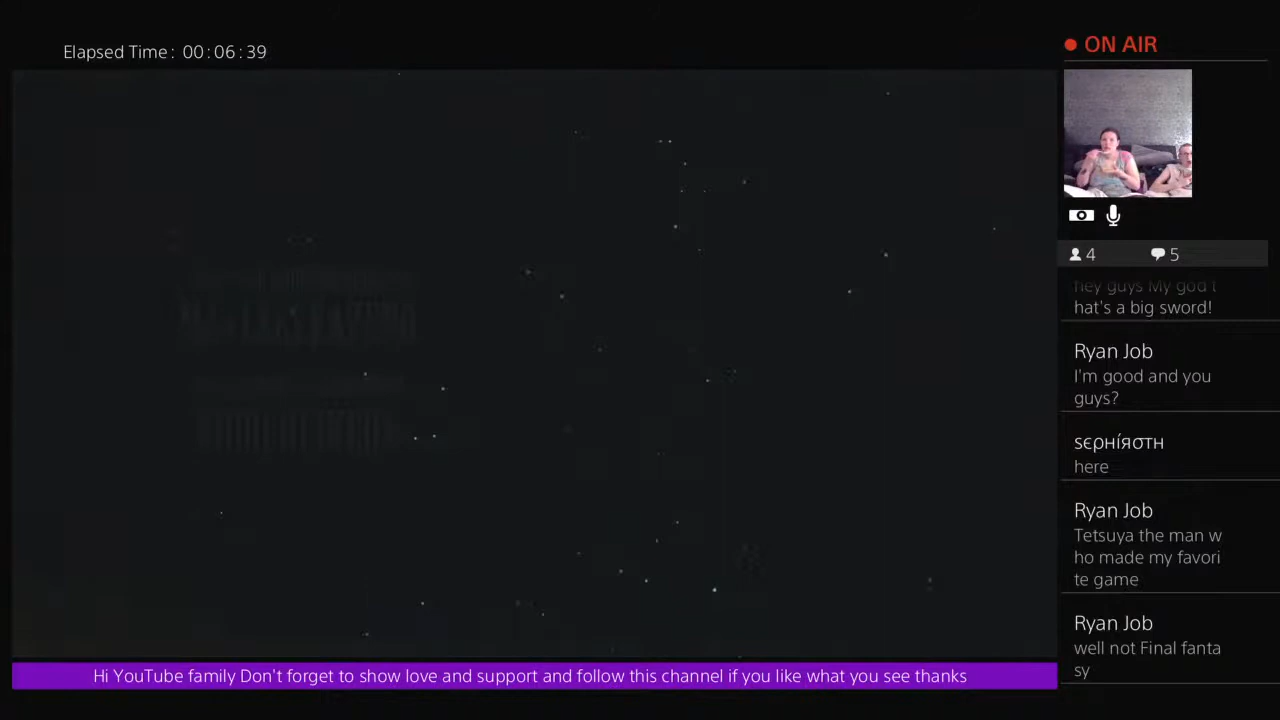 Elapsed Time: 00:06:39
ON AIR
4
5
hey guys My god t
hat's a big sword!
Ryan Job
I'm good and you
guys?
ѕєρнíяσтн
here
Ryan Job
Tetsuya the man w
ho made my favori
te game
Ryan Job
well not Final fanta
sy
Hi YouTube family Don't forget to show love and support and follow this channel if you like what you see thanks